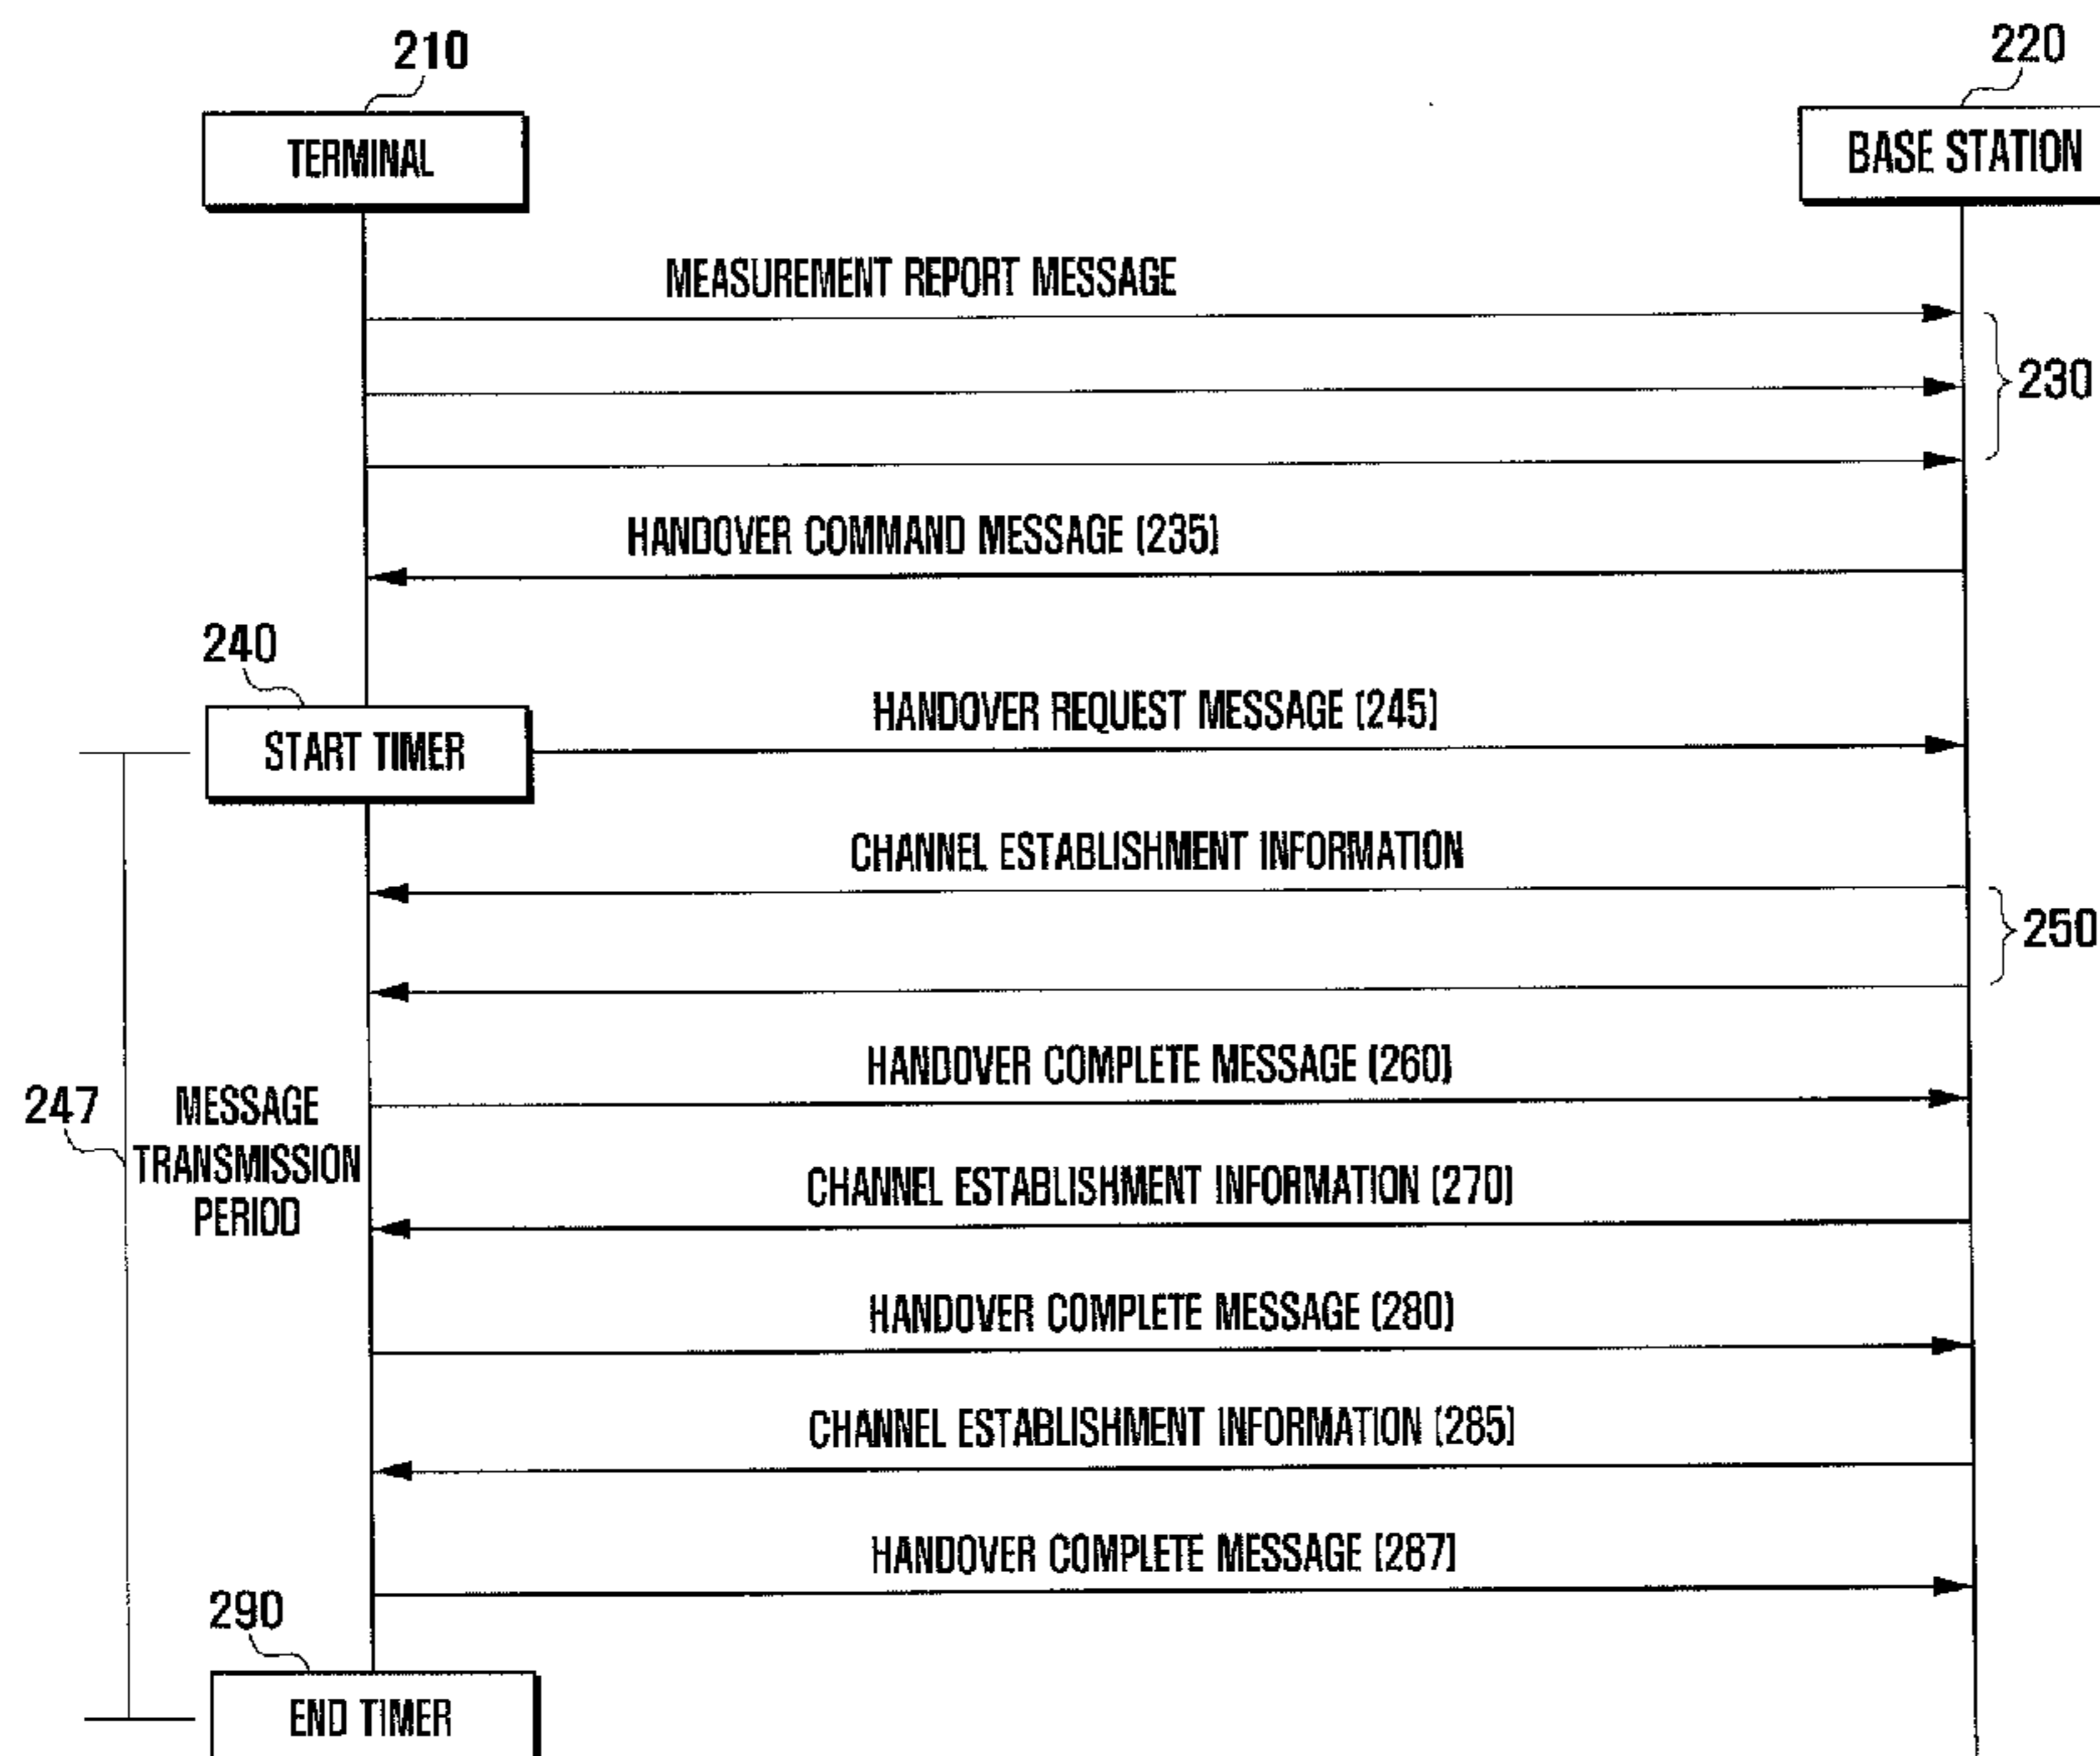 210
220
TERMINAL
BASE STATION
MEASUREMENT REPORT MESSAGE
230
HANDOVER COMMAND MESSAGE (235)
240
HANDOVER REQUEST MESSAGE (245)
START TIMER
CHANNEL ESTABLISHMENT INFORMATION
250
HANDOVER COMPLETE MESSAGE (260)
247
MESSAGE
TRANSMISSION
PERIOD
CHANNEL ESTABLISHMENT INFORMATION (270)
HANDOVER COMPLETE MESSAGE (280)
CHANNEL ESTABLISHMENT INFORMATION (285)
HANDOVER COMPLETE MESSAGE (287)
290
END TIMER